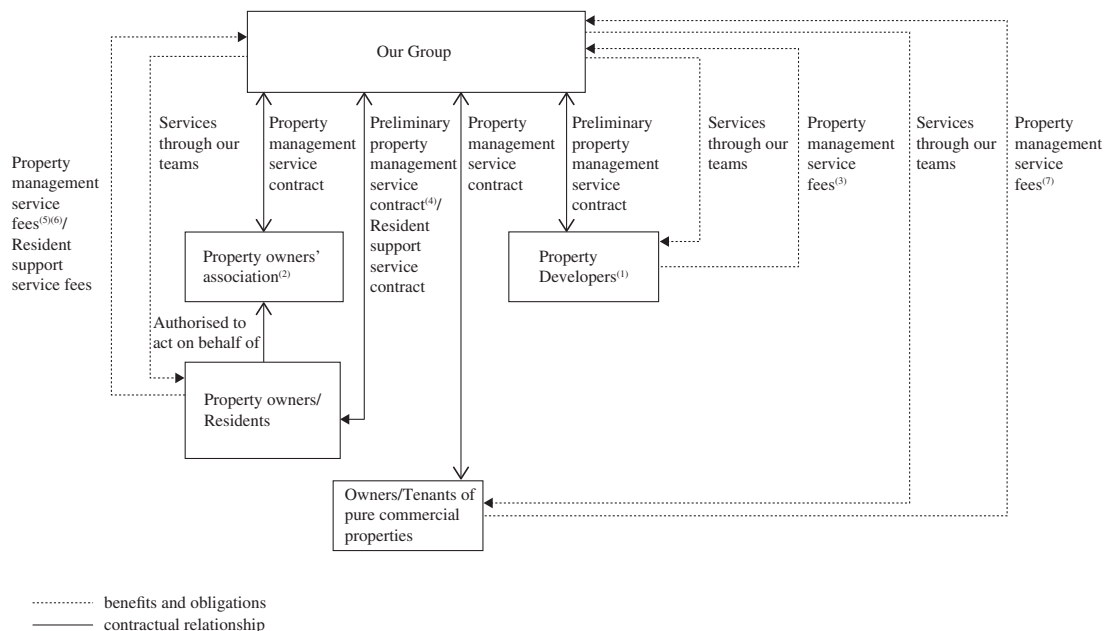 Our Group
Property
management
service
fees(5)(6)/
Resident
support
service fees
Services
through our
teams
Property
management
service
contract
Preliminary
property
management
service
contract(4)/
Resident
support
service
contract
Property
management
service
contract
Preliminary
property
management
service
contract
Services
through our
teams
Property
management
service
fees(3)
Services
through our
teams
Property
management
service
fees(7)
Property owners’
association(2)
Property
Developers(1)
Authorised to
act on behalf of
Property owners/
Residents
Owners/Tenants of
pure commercial
properties
benefits and obligations
contractual relationship